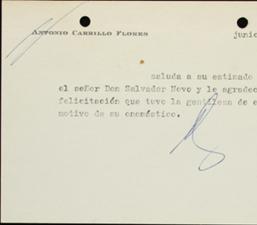 ANTONIO CARRILLO FLORES
junio
saluda a su estimado
el señor Don Salvador Novo y le agradec
felicitación que tuvo la gentileza de e
motivo de su onomástico.